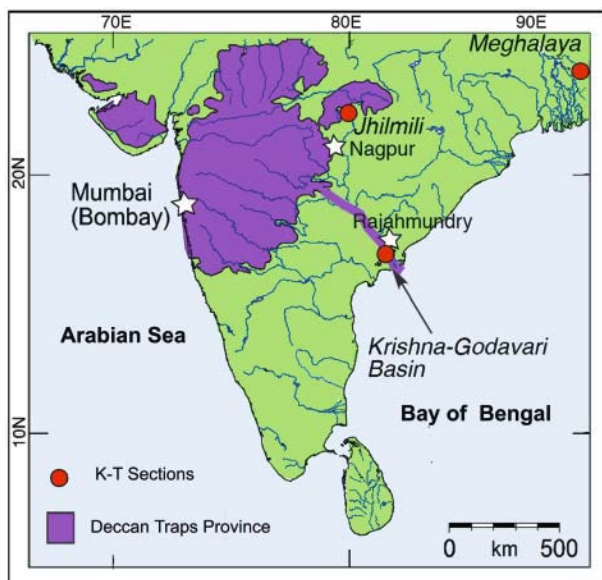 70E
80E
90E
Meghalaya
Jhilmili
Nagpur
20N
Mumbai
(Bombay)
Rajahmundry
Arabian Sea
Krishna-Godavari
Basin
Bay of Bengal
10N
K-T Sections
Deccan Traps Province
0 km 500